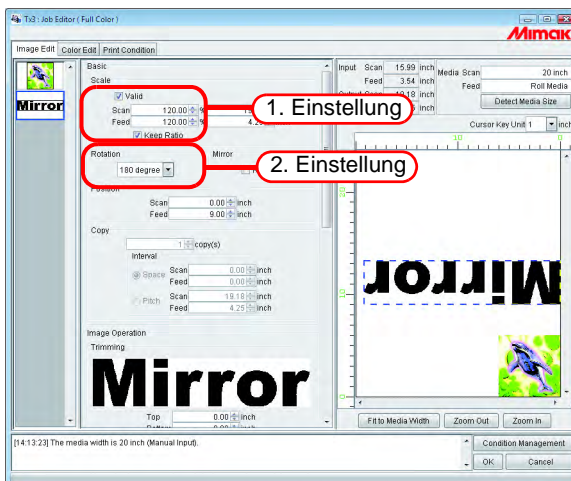 Tx3 : Job Editor ( Full Color )
Mimaki
Image Edit Color Edit Print Condition
Mirror
Basic
Scale
Valid
Scan 120.00 %
Feed 120.00 %
Keep Ratio
1. Einstellung
Rotation Mirror
180 degree
2. Einstellung
Position
Scan 0.00 inch
Feed 9.00 inch
Copy
1 copy(s)
Interval
Space Scan 0.00 inch
Feed 0.00 inch
Pitch Scan 19.18 inch
Feed 4.25 inch
Image Operation
Trimming
Mirror
Top 0.00 inch
Input Scan 15.99 inch
Feed 3.54 inch
Media Scan 20 inch
Feed Roll Media
Detect Media Size
Cursor Key Unit 1 inch
10
Mirror
Fit to Media Width Zoom Out Zoom In
[14:13:23] The media width is 20 inch (Manual Input).
Condition Management
OK Cancel